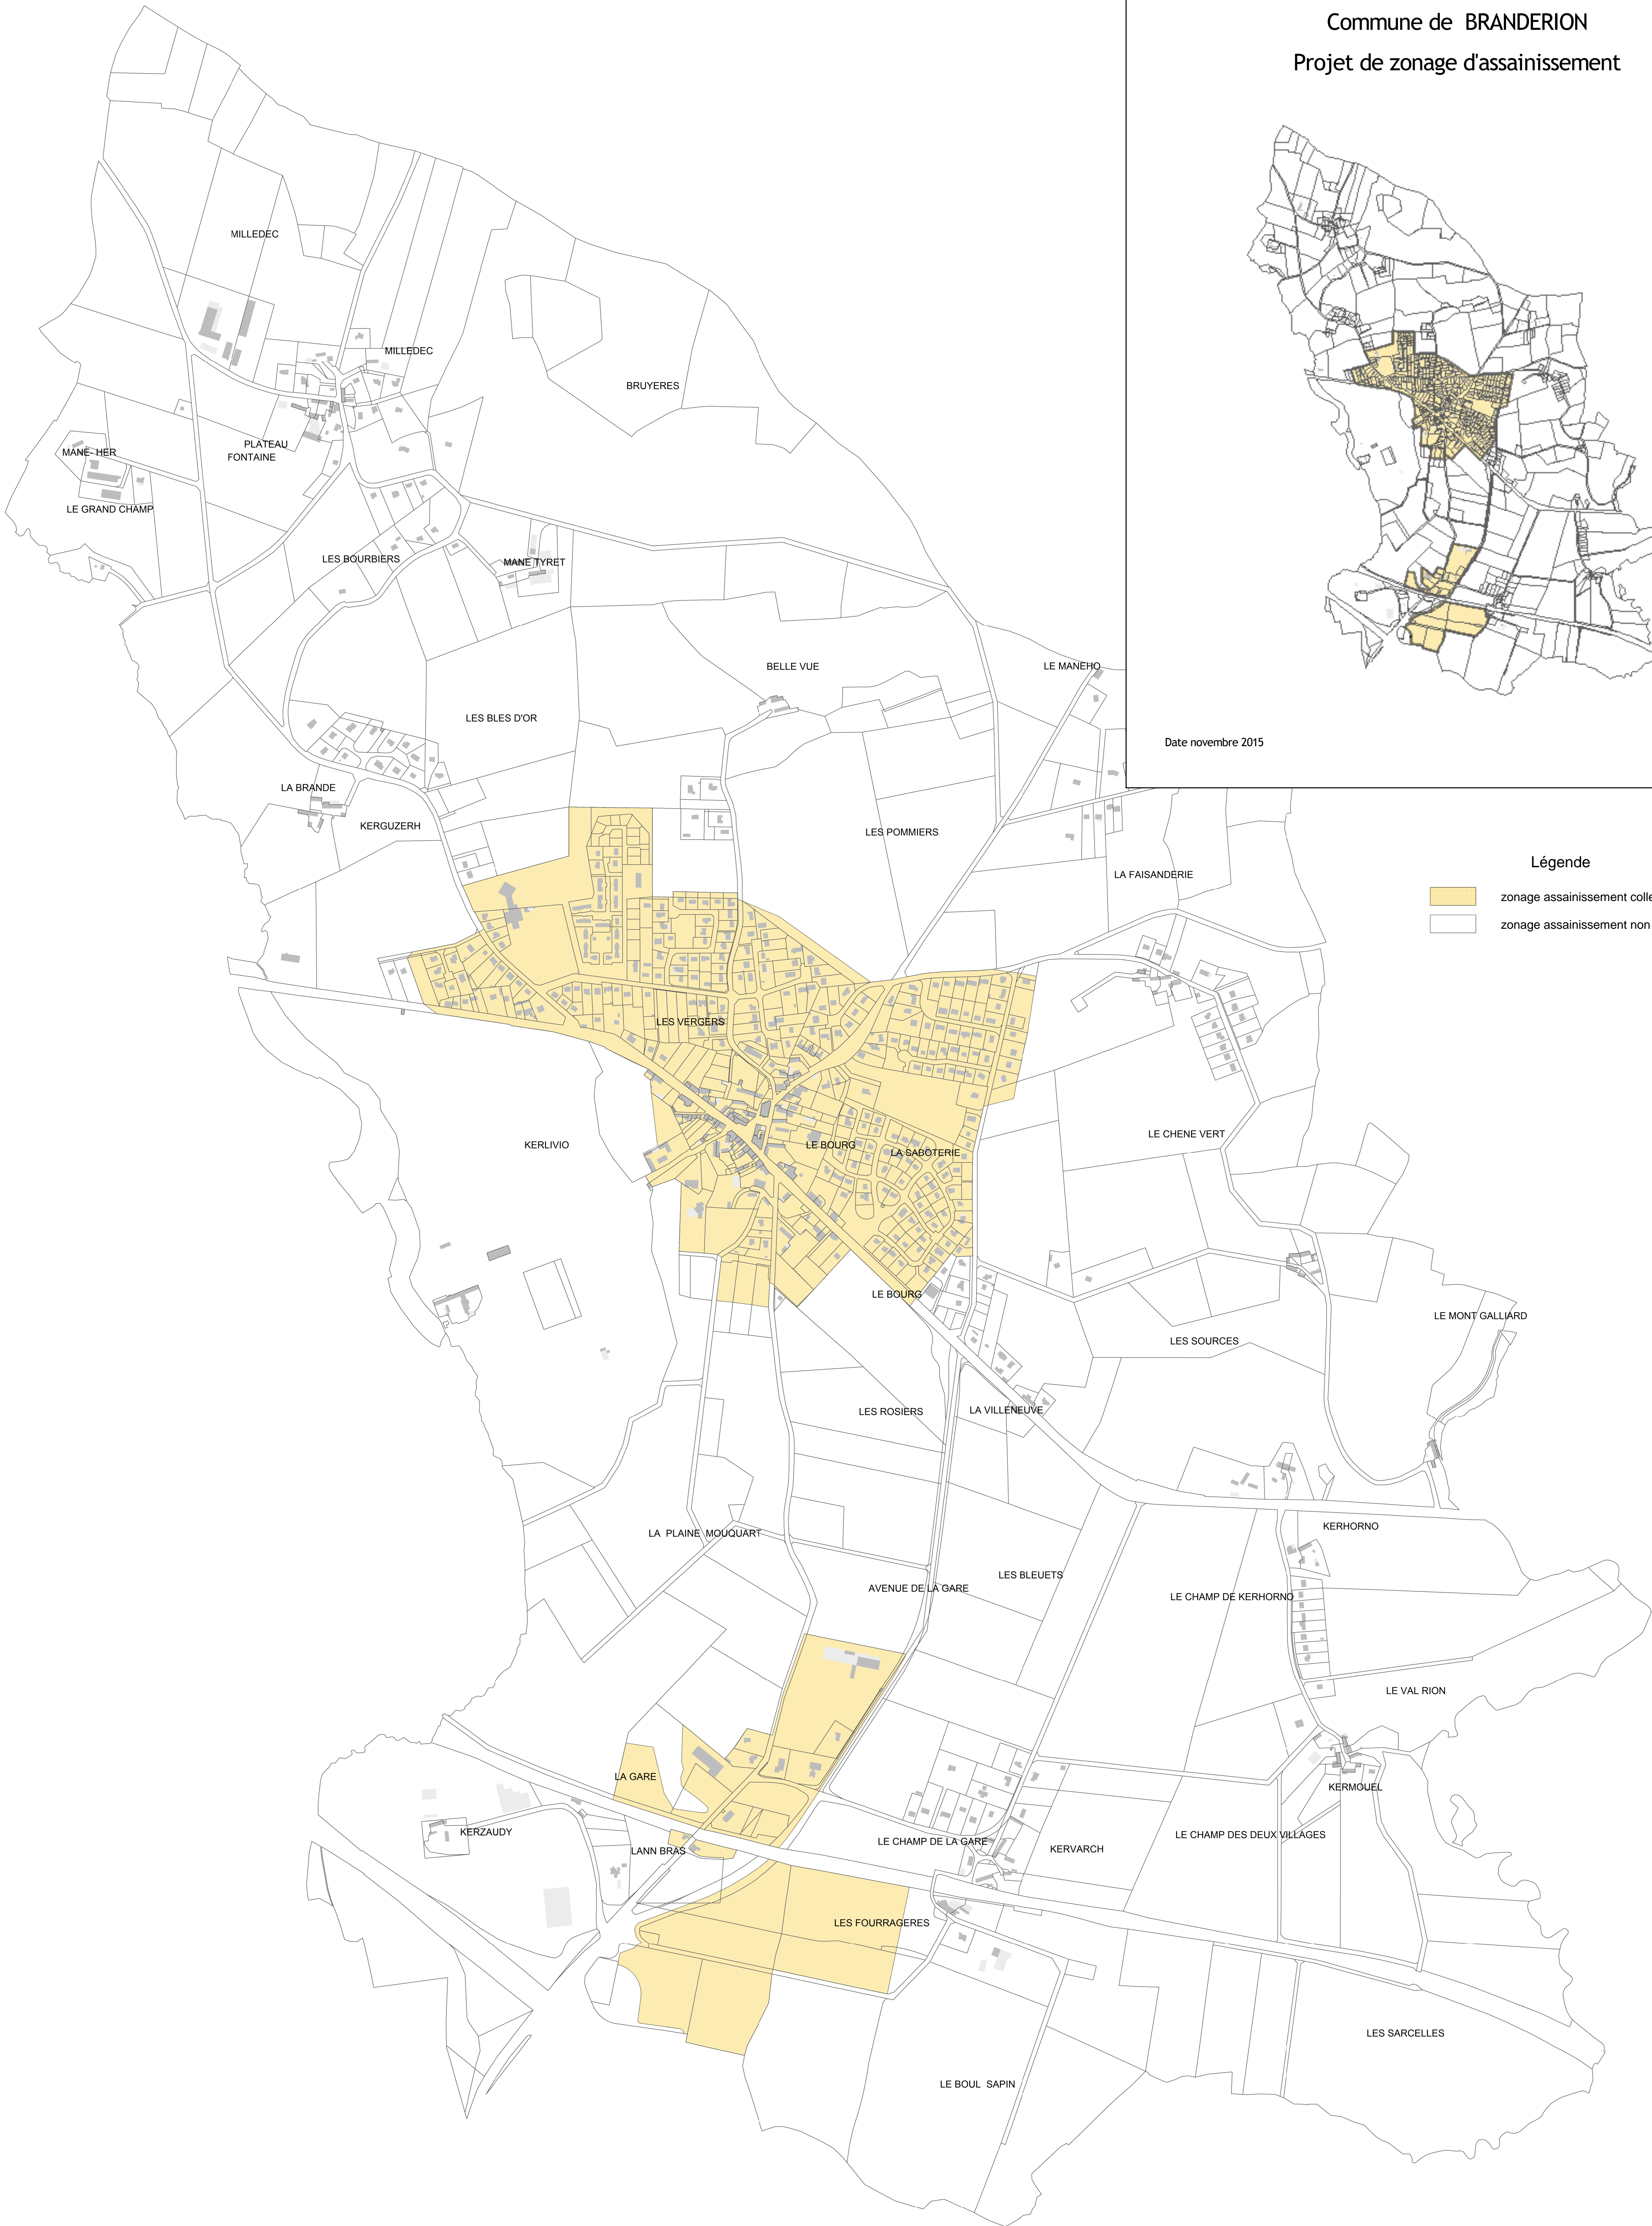 Commune de BRANDERION
Projet de zonage d'assainissement
Date novembre 2015
Légende
zonage assainissement colle
zonage assainissement non
MILLEDEC
MILLEDEC
BRUYERES
PLATEAU
FONTAINE
MANE- HER
LE GRAND CHAMP
LES BOURBIERS
MANE TYRET
BELLE VUE
LE MANEHO
LES BLES D'OR
LA BRANDE
KERGUZERH
LES POMMIERS
LA FAISANDERIE
LES VERGERS
KERLIVIO
LE BOURG
LA SABOTERIE
LE CHENE VERT
LE BOURG
LE MONT GALLIARD
LES SOURCES
LES ROSIERS
LA VILLENEUVE
LA PLAINE MOUQUART
KERHORNO
LES BLEUETS
AVENUE DE LA GARE
LE CHAMP DE KERHORNO
LE VAL RION
LA GARE
KERMOUEL
KERZAUDY
LE CHAMP DE LA GARE
LE CHAMP DES DEUX VILLAGES
LANN BRAS
KERVARCH
LES FOURRAGERES
LES SARCELLES
LE BOUL SAPIN